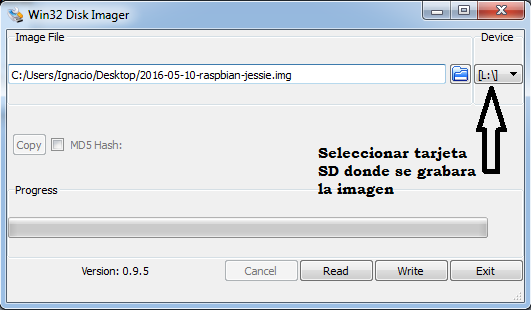 Win32 Disk Imager
Image File
Device
C:/Users/Ignacio/Desktop/2016-05-10-raspbian-jessie.img
[L:\]
Copy
MD5 Hash:
Seleccionar tarjeta
SD donde se grabara
la imagen
Progress
Version: 0.9.5
Cancel
Read
Write
Exit